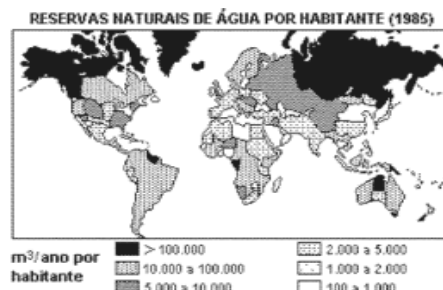 RESERVAS NATURAIS DE ÁGUA POR HABITANTE (1985)
m³/ano por
habitante
> 100.000
10.000 a 100.000
5.000 a 10.000
2.000 a 5.000
1.000 a 2.000
100 a 1.000